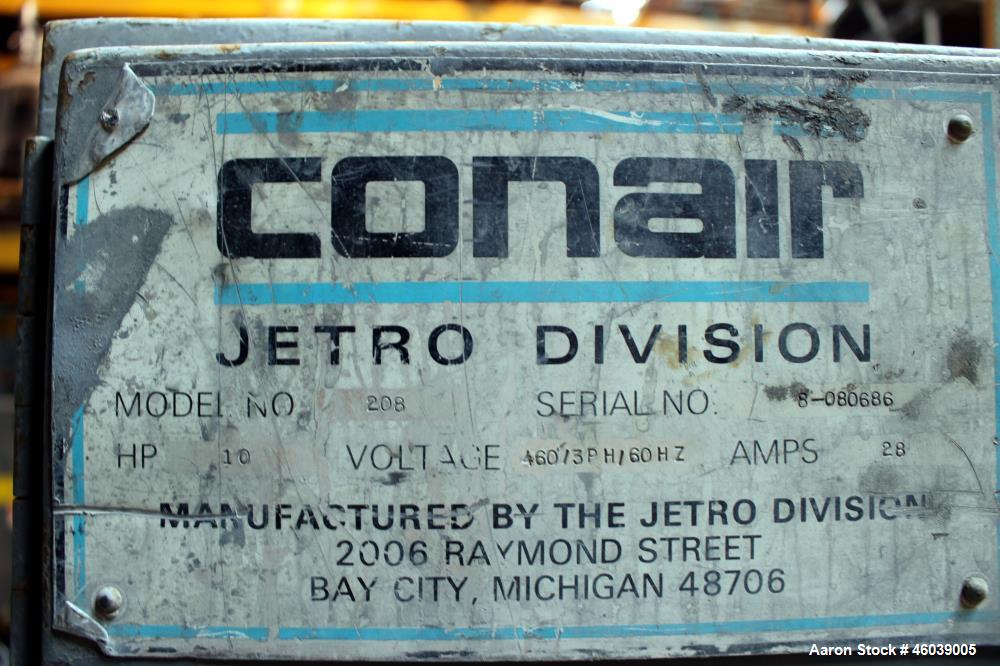 conair
JETRO DIVISION
MODEL NO 208 SERIAL NO. 8-080686
HP 10 VOLTAGE 460/3PH/60HZ AMPS 28
MANUFACTURED BY THE JETRO DIVISION
2006 RAYMOND STREET
BAY CITY, MICHIGAN 48706
Aaron Stock # 46039005